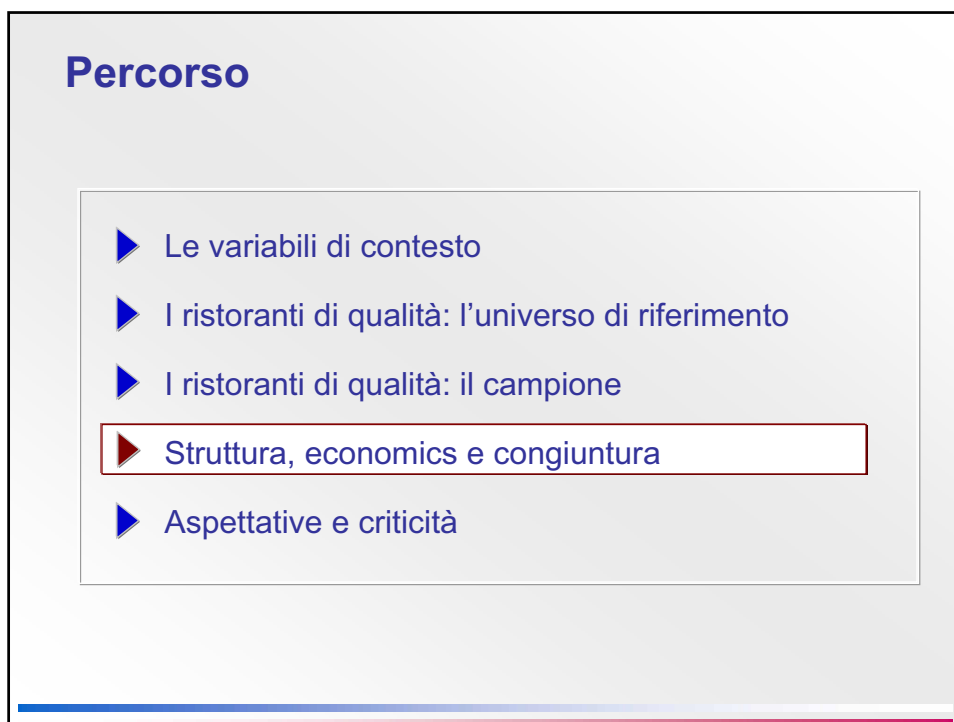 Percorso
Le variabili di contesto
I ristoranti di qualità: l’universo di riferimento
I ristoranti di qualità: il campione
Struttura, economics e congiuntura
Aspettative e criticità